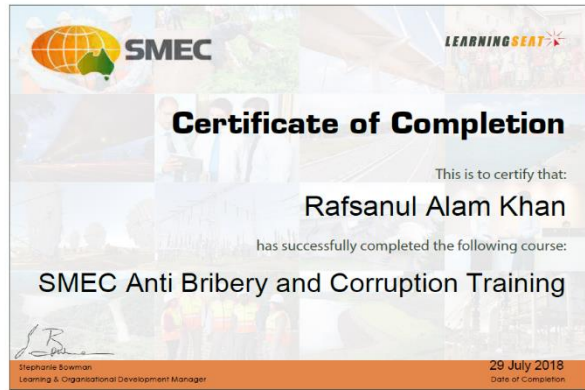 SMEC
LEARNINGSEAT
Certificate of Completion
This is to certify that:
Rafsanul Alam Khan
has successfully completed the following course:
SMEC Anti Bribery and Corruption Training
Stephanie Bowman
Learning & Organisational Development Manager
29 July 2018
Date of Completion